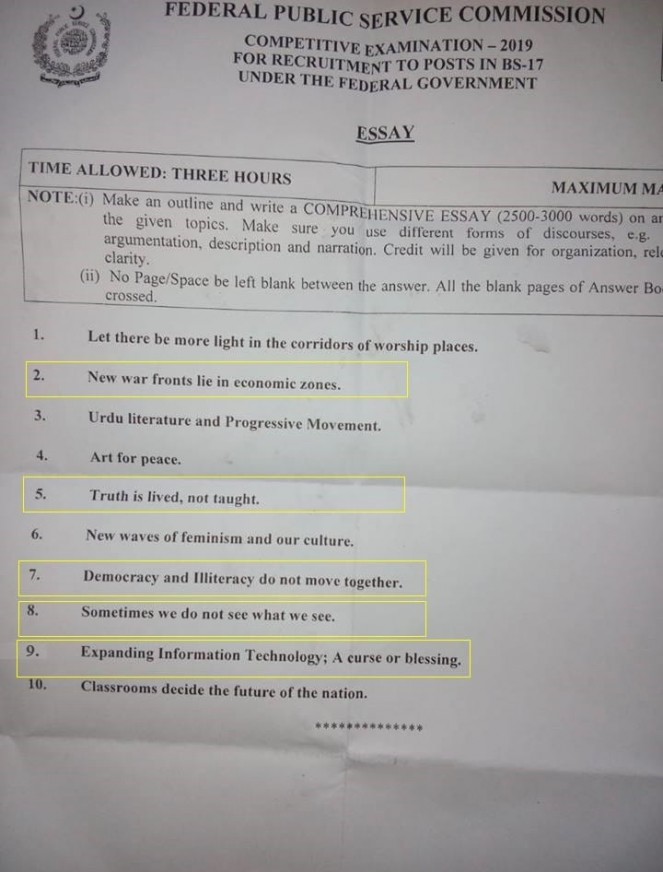 FEDERAL PUBLIC SERVICE COMMISSION
COMPETITIVE EXAMINATION – 2019
FOR RECRUITMENT TO POSTS IN BS-17
UNDER THE FEDERAL GOVERNMENT
ESSAY
TIME ALLOWED: THREE HOURS
MAXIMUM MA
NOTE:(i) Make an outline and write a COMPREHENSIVE ESSAY (2500-3000 words) on
the given topics. Make sure you use different forms of discourses, e.g.
argumentation, description and narration. Credit will be given for organization,
clarity.
(ii) No Page/Space be left blank between the answer. All the blank pages of Answer
crossed.
1. Let there be more light in the corridors of worship places.
2. New war fronts lie in economic zones.
3. Urdu literature and Progressive Movement.
4. Art for peace.
5. Truth is lived, not taught.
6. New waves of feminism and our culture.
7. Democracy and Illiteracy do not move together.
8. Sometimes we do not see what we see.
9. Expanding Information Technology; A curse or blessing.
10. Classrooms decide the future of the nation.
**************